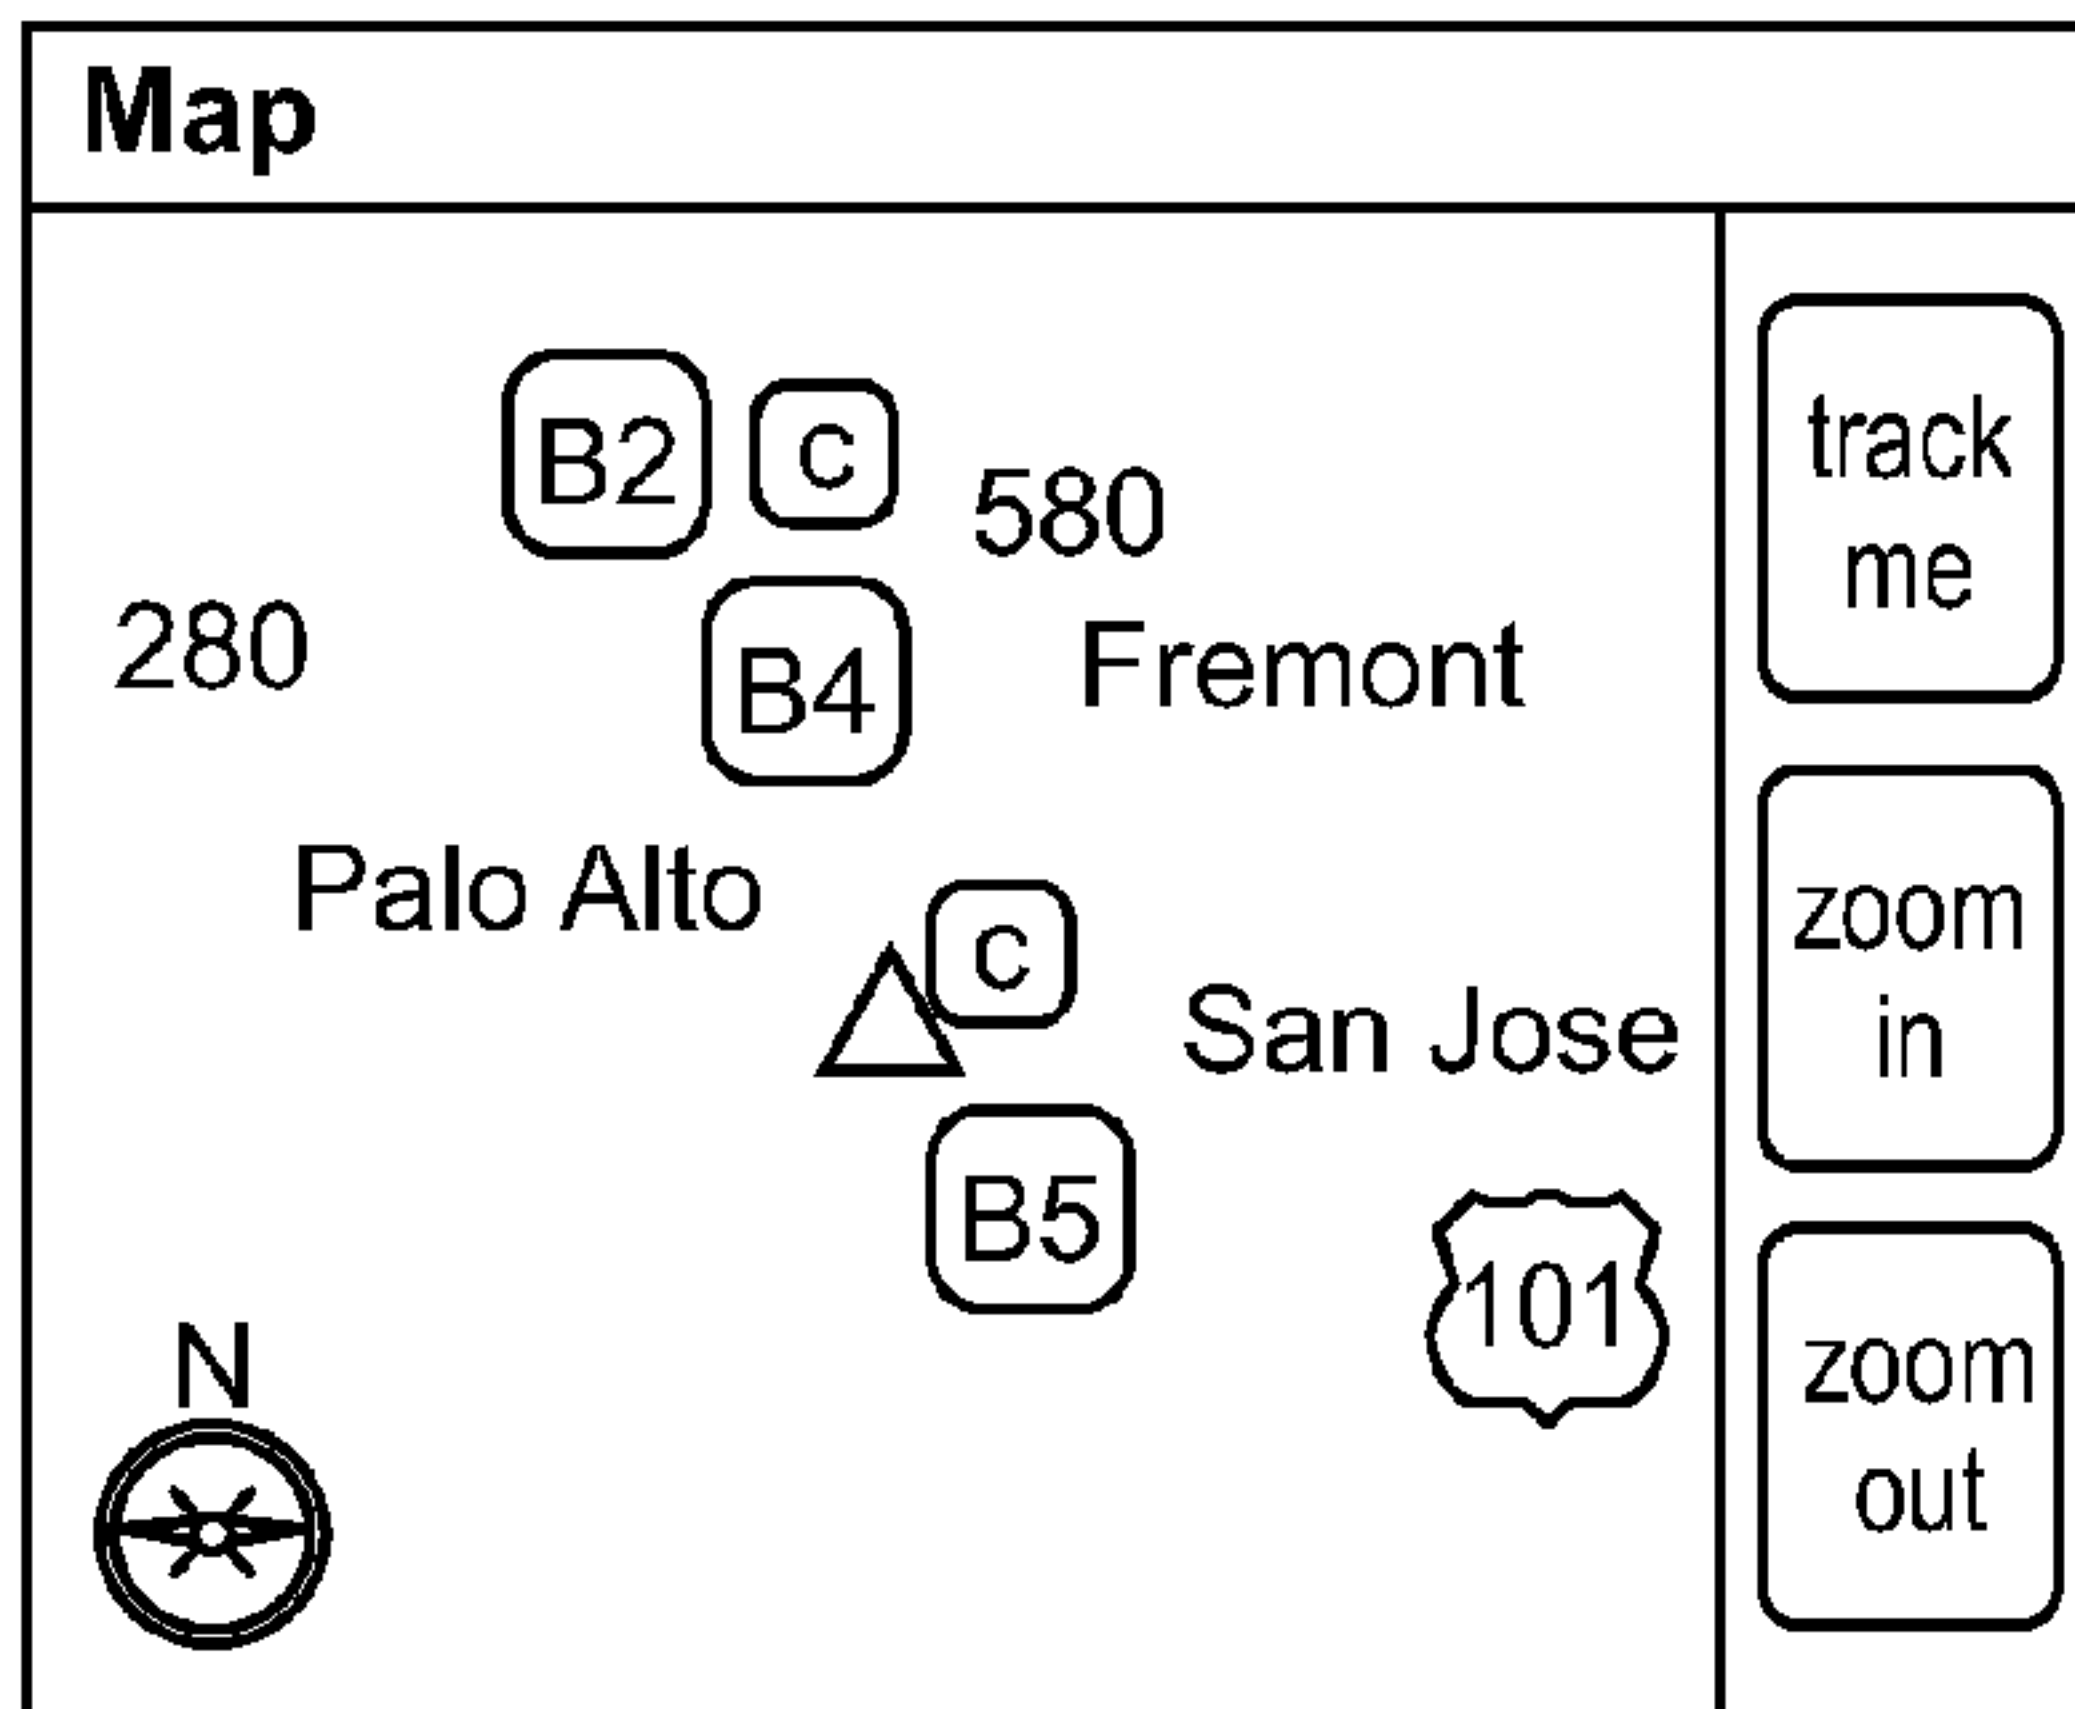 Map
B2
C
580
280
B4
Fremont
Palo Alto
C
San Jose
B5
101
N
track
me
zoom
in
zoom
out